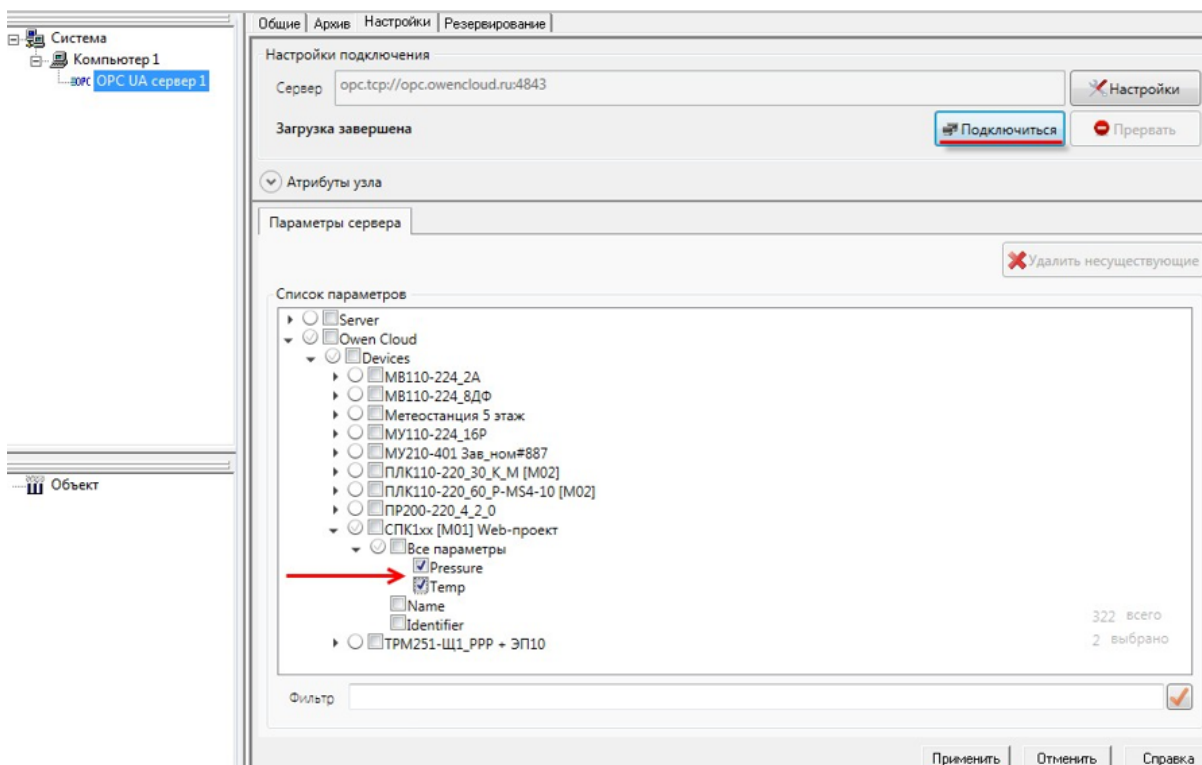 Общие Архив Настройки Резервирование
Система
Компьютер 1
OPC UA сервер 1
Объект
Настройки подключения
Сервер opc.tcp://opc.owencloud.ru:4843 Настройки
Загрузка завершена Подключиться Прервать
Атрибуты узла
Параметры сервера
Удалить несуществующие
Список параметров
Server
Owen Cloud
Devices
МВ110-224_2А
МВ110-224_8ДФ
Метеостанция 5 этаж
МУ110-224_16Р
МУ210-401 Зав_ном#887
ПЛК110-220_30_К_М [М02]
ПЛК110-220_60_Р-MS4-10 [М02]
ПР200-220_4_2_0
СПК1хх [М01] Web-проект
Все параметры
Pressure
Temp
Name
Identifier
ТРМ251-Щ1_РРР + ЭП10
322 всего
2 выбрано
Фильтр
Применить Отменить Справка